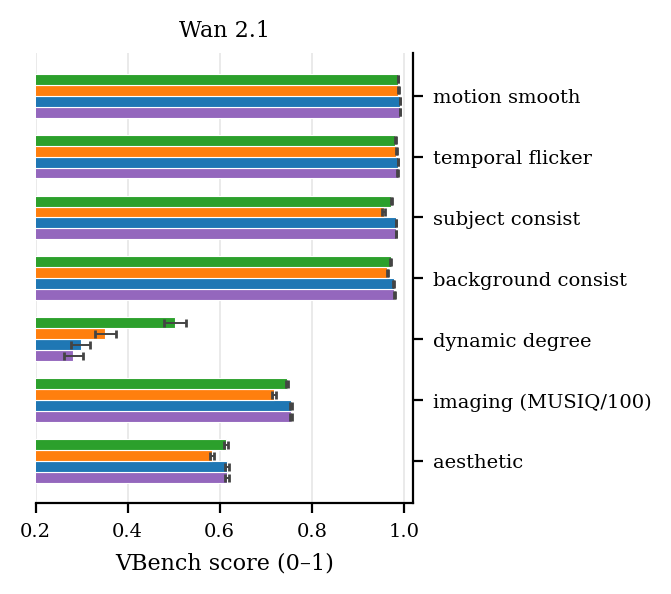 Wan 2.1
motion smooth
temporal flicker
subject consist
background consist
dynamic degree
imaging (MUSIQ/100)
aesthetic
0.2 0.4 0.6 0.8 1.0
VBench score (0–1)